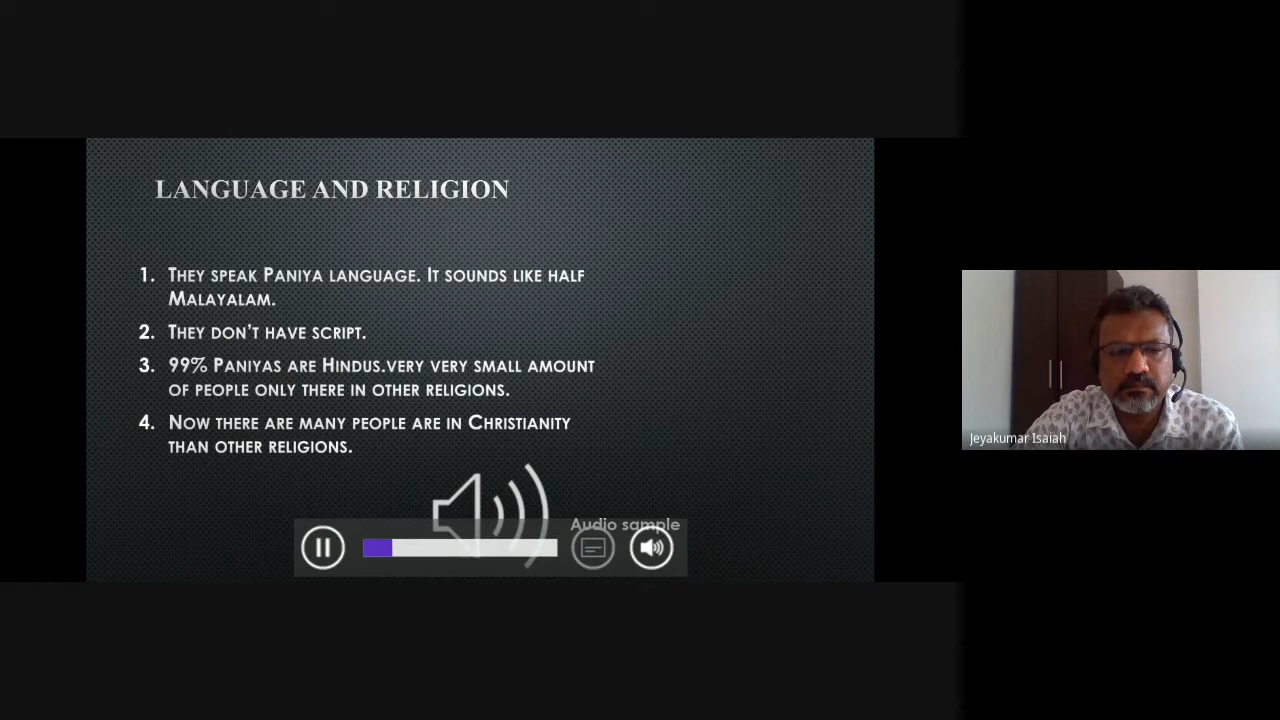 LANGUAGE AND RELIGION
1. THEY SPEAK PANIYA LANGUAGE. IT SOUNDS LIKE HALF
MALAYALAM.
2. THEY DON'T HAVE SCRIPT.
3. 99% PANIYAS ARE HINDUS.VERY VERY SMALL AMOUNT
OF PEOPLE ONLY THERE IN OTHER RELIGIONS.
4. NOW THERE ARE MANY PEOPLE ARE IN CHRISTIANITY
THAN OTHER RELIGIONS.
Audio sample
Jeyakumar Isaiah